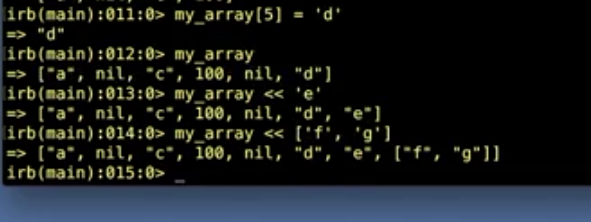 irb(main):011:0> my_array[5] = 'd'
=> "d"
irb(main):012:0> my_array
=> ["a", nil, "c", 100, nil, "d"]
irb(main):013:0> my_array << 'e'
=> ["a", nil, "c", 100, nil, "d", "e"]
irb(main):014:0> my_array << ['f', 'g']
=> ["a", nil, "c", 100, nil, "d", "e", ["f", "g"]]
irb(main):015:0> _